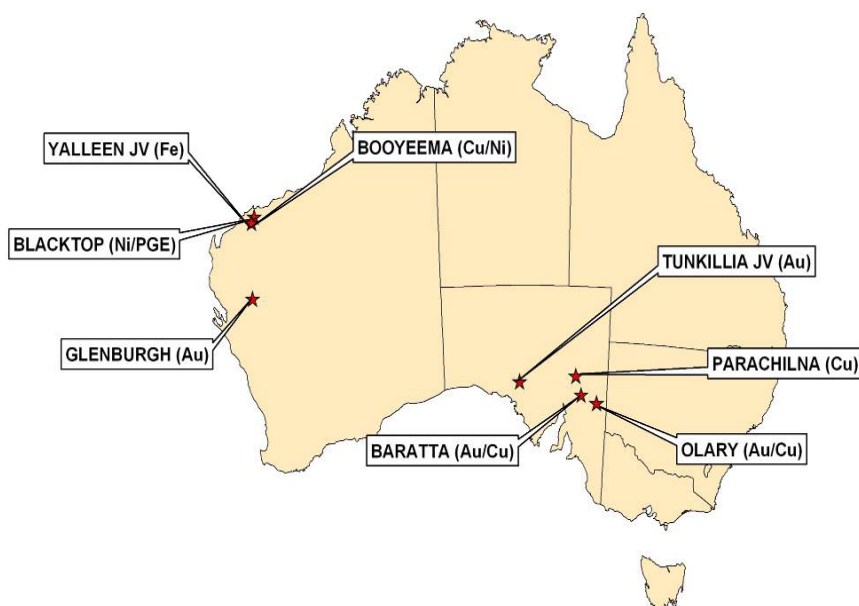 YALLEEN JV (Fe)
BOOYEEMA (Cu/Ni)
BLACKTOP (Ni/PGE)
TUNKILLIA JV (Au)
GLENBURGH (Au)
PARACHILNA (Cu)
BARATTA (Au/Cu)
OLARY (Au/Cu)